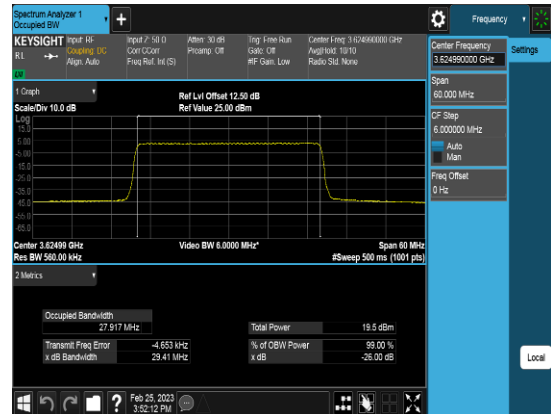 Spectrum Analyzer 1
Occupied BW
Frequency
KEYSIGHT
R L
Input: RF
Coupling: DC
Align: Auto
Input Z: 50 Ω
Corr CCorr
Freq Ref: Int (S)
Atten: 30 dB
Preamp: Off
Trig: Free Run
Gate: Off
#IF Gain: Low
Center Freq: 3.624990000 GHz
Avg|Hold: 10/10
Radio Std: None
Center Frequency
3.624990000 GHz
Settings
Span
60.000 MHz
CF Step
6.000000 MHz
Auto
Man
Freq Offset
0 Hz
Local
1 Graph
Scale/Div 10.0 dB
Ref Lvl Offset 12.50 dB
Ref Value 25.00 dBm
Log
15.0
5.00
-5.00
-15.0
-25.0
-35.0
-45.0
-55.0
-65.0
Center 3.62499 GHz
Res BW 560.00 kHz
Video BW 6.0000 MHz*
Span 60 MHz
#Sweep 500 ms (1001 pts)
2 Metrics
Occupied Bandwidth
27.917 MHz
Total Power
19.5 dBm
Transmit Freq Error
-4.653 kHz
% of OBW Power
99.00 %
x dB Bandwidth
29.41 MHz
x dB
-26.00 dB
?
Feb 25, 2023
3:52:12 PM